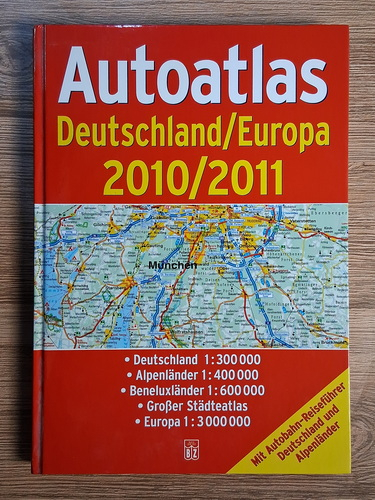 Autoatlas
Deutschland/Europa
2010/2011
München
• Deutschland 1:300 000
• Alpenländer 1:400 000
• Beneluxländer 1:600 000
• Großer Städteatlas
• Europa 1:3 000 000
Mit Autobahn-Reiseführer
Deutschland und
Alpenländer
BZ